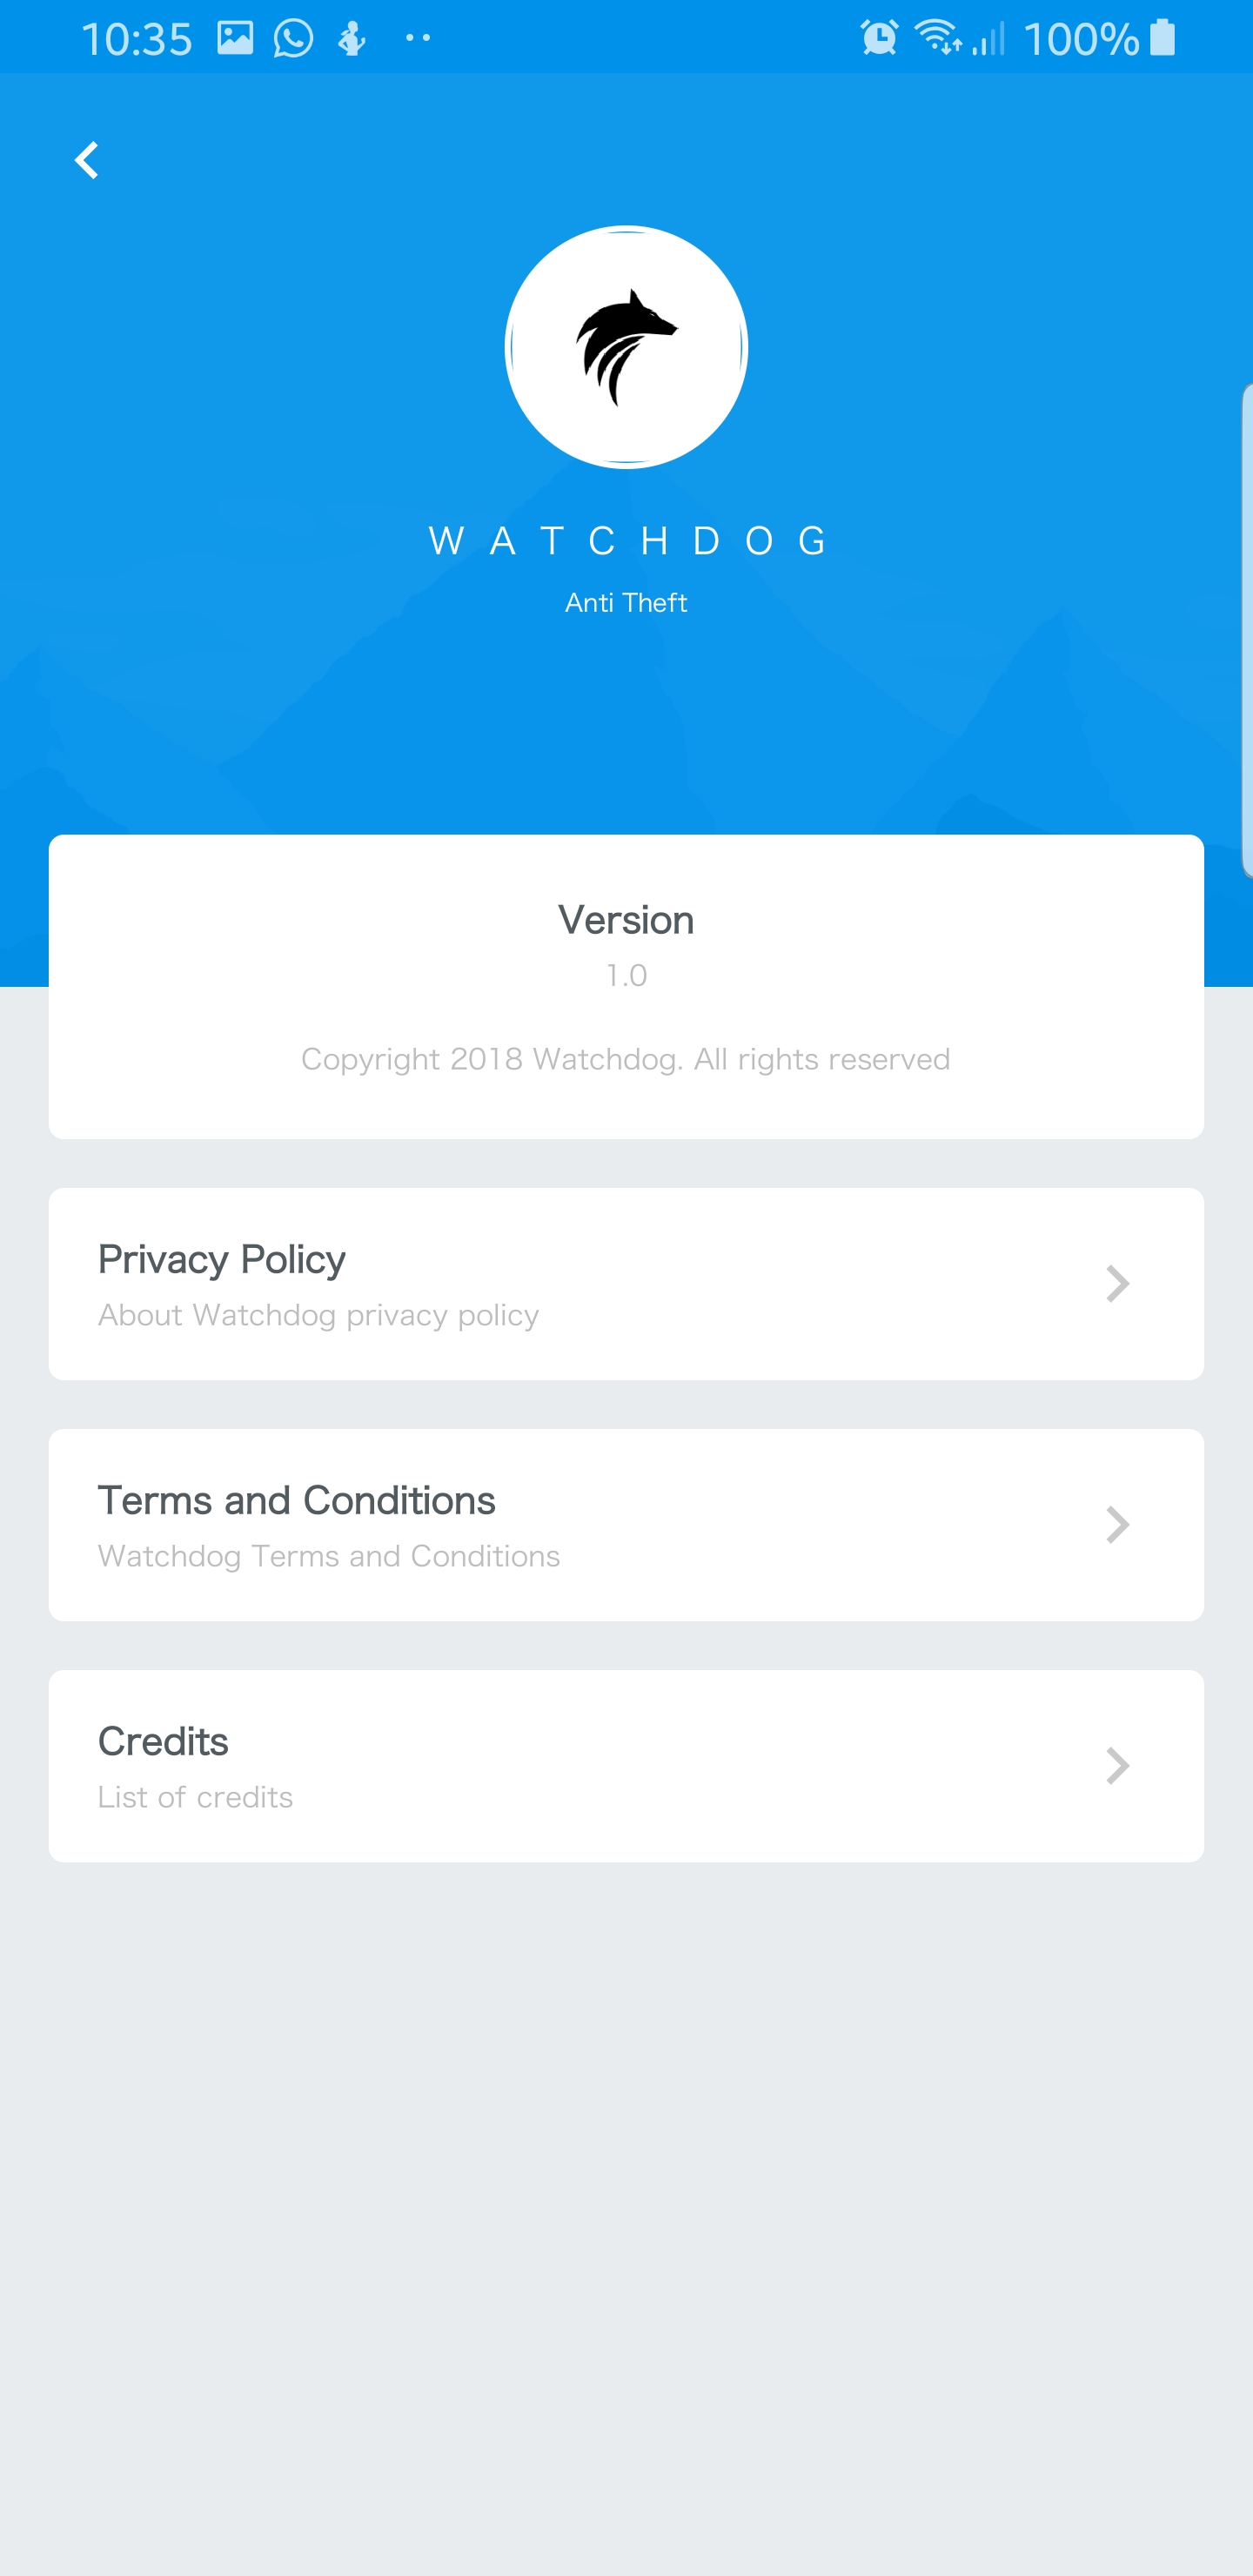 10:35 100%
W A T C H D O G
Anti Theft
Version
1.0
Copyright 2018 Watchdog. All rights reserved
Privacy Policy
About Watchdog privacy policy
Terms and Conditions
Watchdog Terms and Conditions
Credits
List of credits